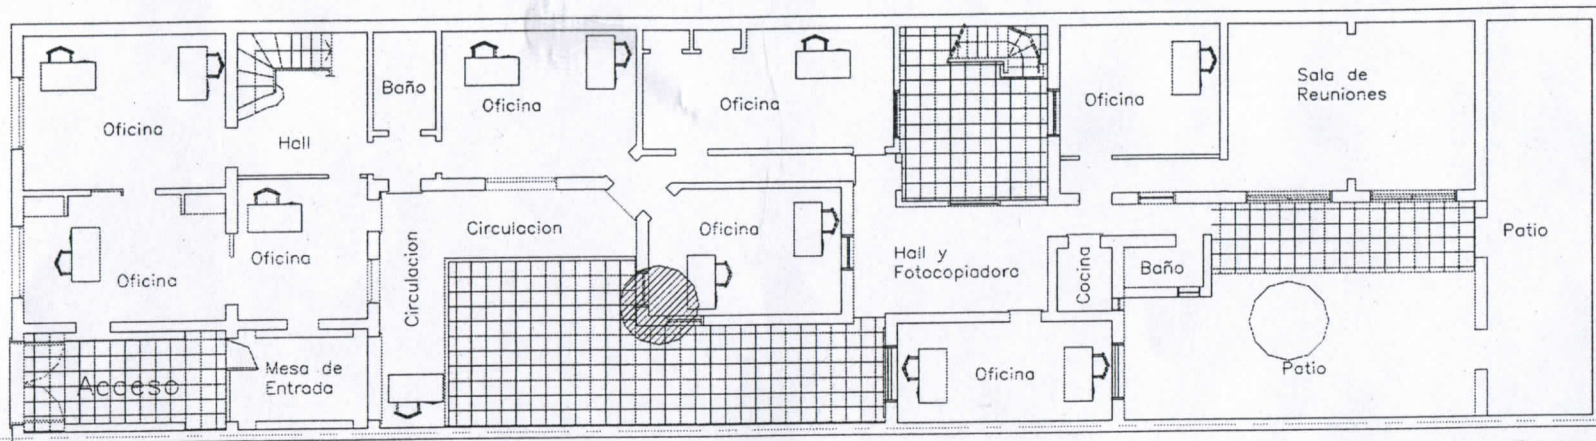 Oficina
Hall
Baño
Oficina
Oficina
Oficina
Sala de
Reuniones
Oficina
Oficina
Circulacion
Circulacion
Oficina
Hall y
Fotocopiadora
Cocina
Baño
Patio
Acceso
Mesa de
Entrada
Oficina
Patio